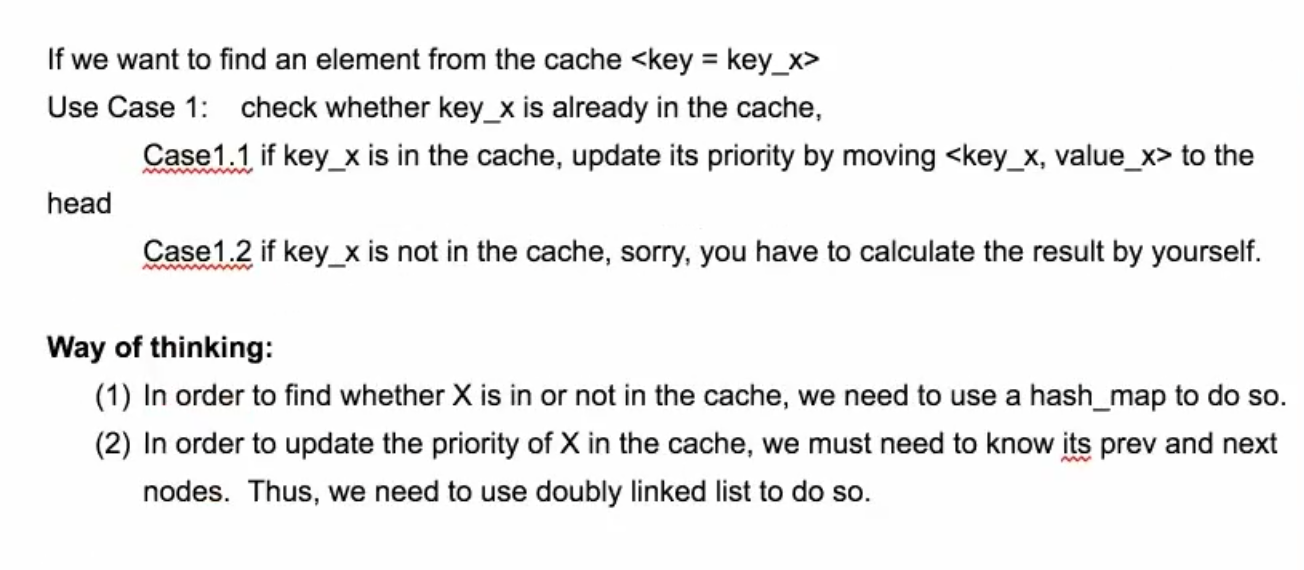 If we want to find an element from the cache <key = key_x>
Use Case 1: check whether key_x is already in the cache,
Case1.1 if key_x is in the cache, update its priority by moving <key_x, value_x> to the
head
Case1.2 if key_x is not in the cache, sorry, you have to calculate the result by yourself.
Way of thinking:
(1) In order to find whether X is in or not in the cache, we need to use a hash_map to do so.
(2) In order to update the priority of X in the cache, we must need to know its prev and next
nodes. Thus, we need to use doubly linked list to do so.